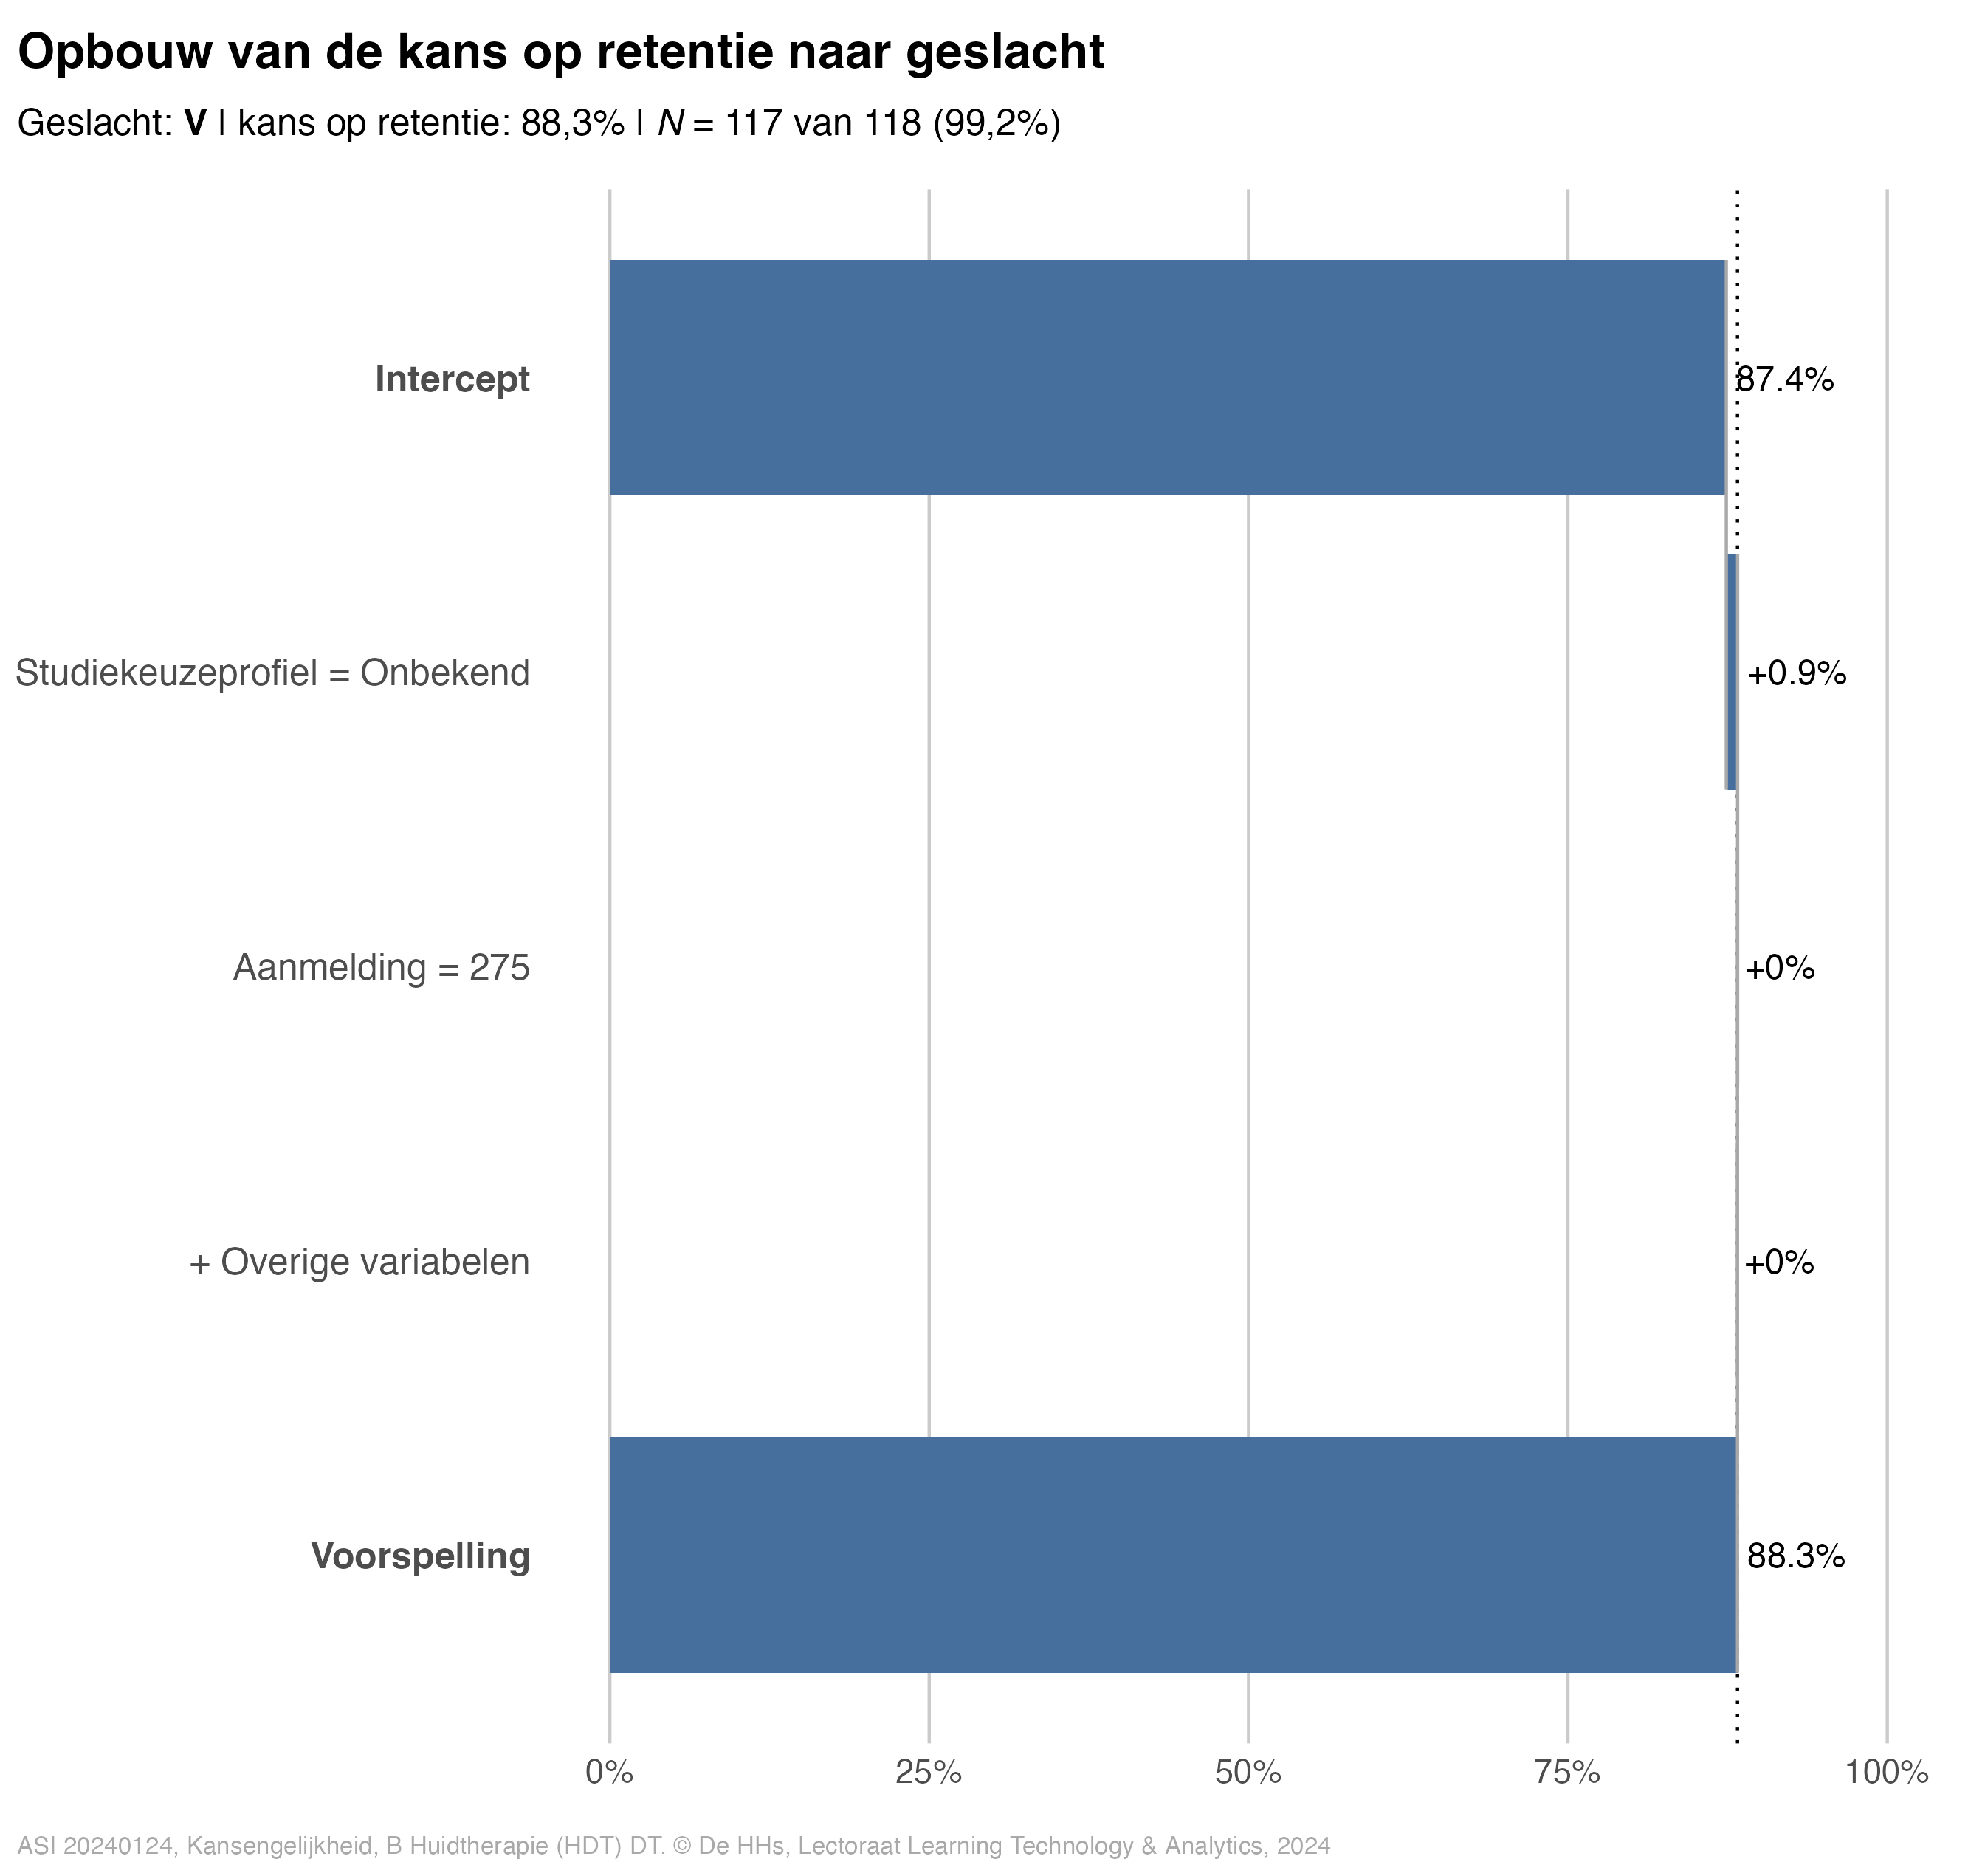 Opbouw van de kans op retentie naar geslacht
Geslacht: V | kans op retentie: 88,3% | N = 117 van 118 (99,2%)
Intercept
87.4%
Studiekeuzeprofiel = Onbekend
+0.9%
Aanmelding = 275
+0%
+ Overige variabelen
+0%
Voorspelling
88.3%
0%
25%
50%
75%
100%
ASI 20240124, Kansengelijkheid, B Huidtherapie (HDT) DT. © De HHs, Lectoraat Learning Technology & Analytics, 2024